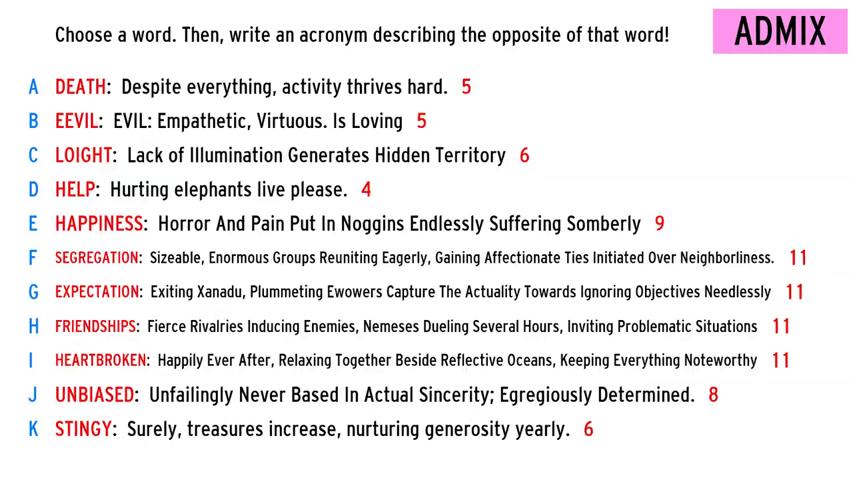 Choose a word. Then, write an acronym describing the opposite of that word!
ADMIX
A DEATH: Despite everything, activity thrives hard. 5
B EEVIL: EVIL: Empathetic, Virtuous. Is Loving 5
C LOIGHT: Lack of Illumination Generates Hidden Territory 6
D HELP: Hurting elephants live please. 4
E HAPPINESS: Horror And Pain Put In Noggins Endlessly Suffering Somberly 9
F SEGREGATION: Sizeable, Enormous Groups Reuniting Eagerly, Gaining Affectionate Ties Initiated Over Neighborliness. 11
G EXPECTATION: Exiting Xanadu, Plummeting Ewowers Capture The Actuality Towards Ignoring Objectives Needlessly 11
H FRIENDSHIPS: Fierce Rivalries Inducing Enemies, Nemeses Dueling Several Hours, Inviting Problematic Situations 11
I HEARTBROKEN: Happily Ever After, Relaxing Together Beside Reflective Oceans, Keeping Everything Noteworthy 11
J UNBIASED: Unfailingly Never Based In Actual Sincerity; Egregiously Determined. 8
K STINGY: Surely, treasures increase, nurturing generosity yearly. 6